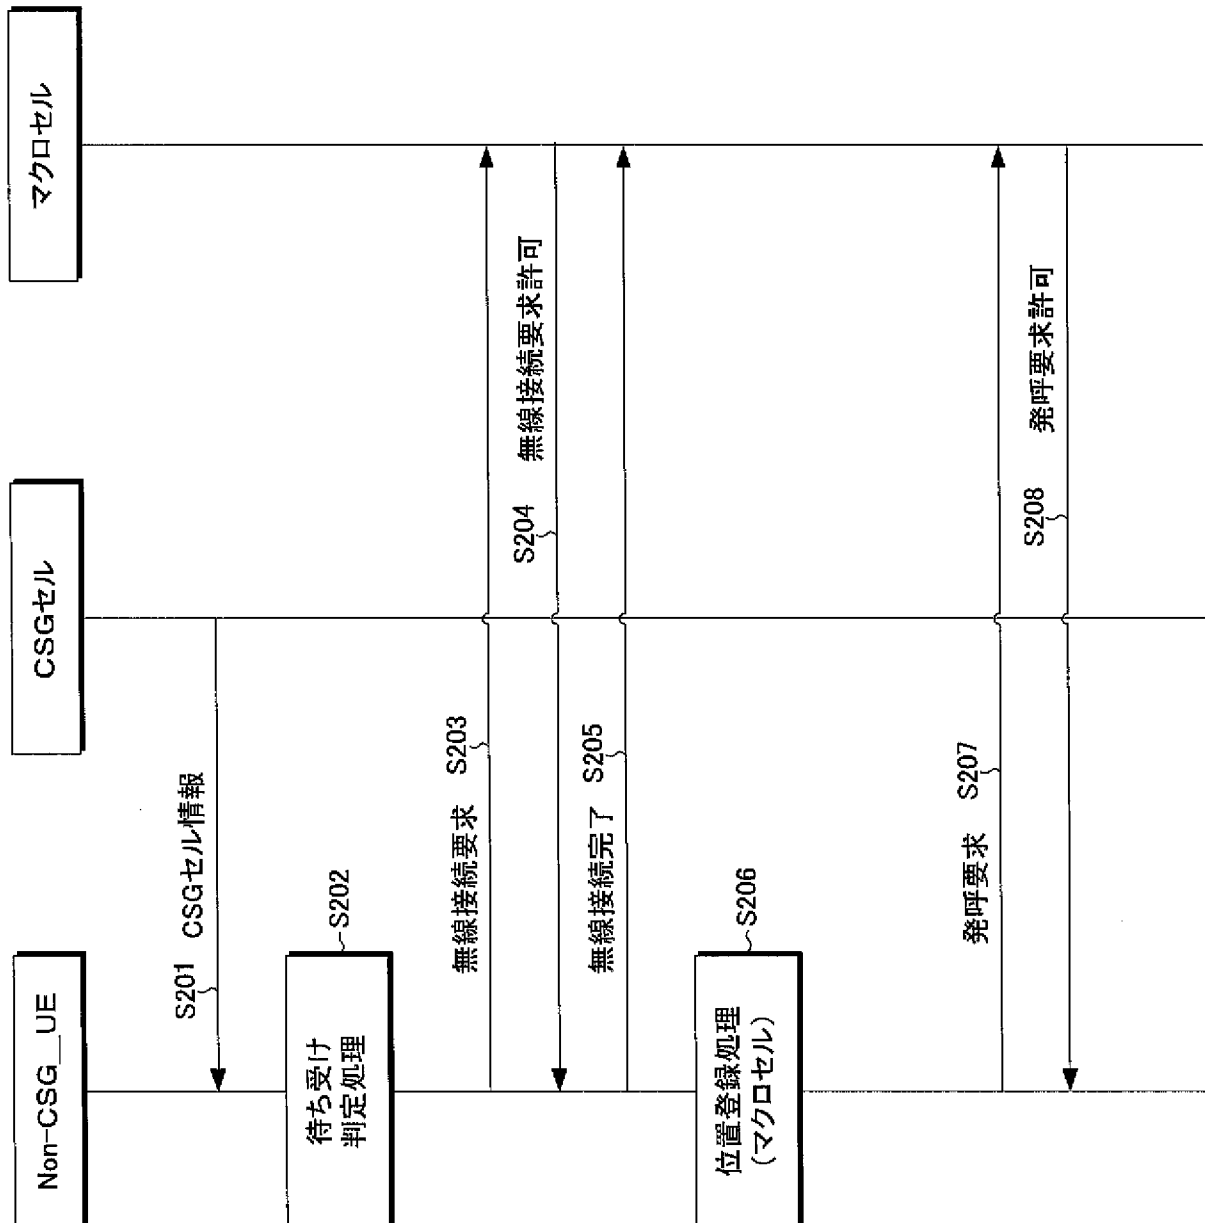 Non-CSG_UE
CSGセル
マクロセル
S201
CSGセル情報
待ち受け
判定処理
S202
無線接続要求
S203
S204
無線接続要求許可
無線接続完了
S205
位置登録処理
(マクロセル)
S206
発呼要求
S207
S208
発呼要求許可